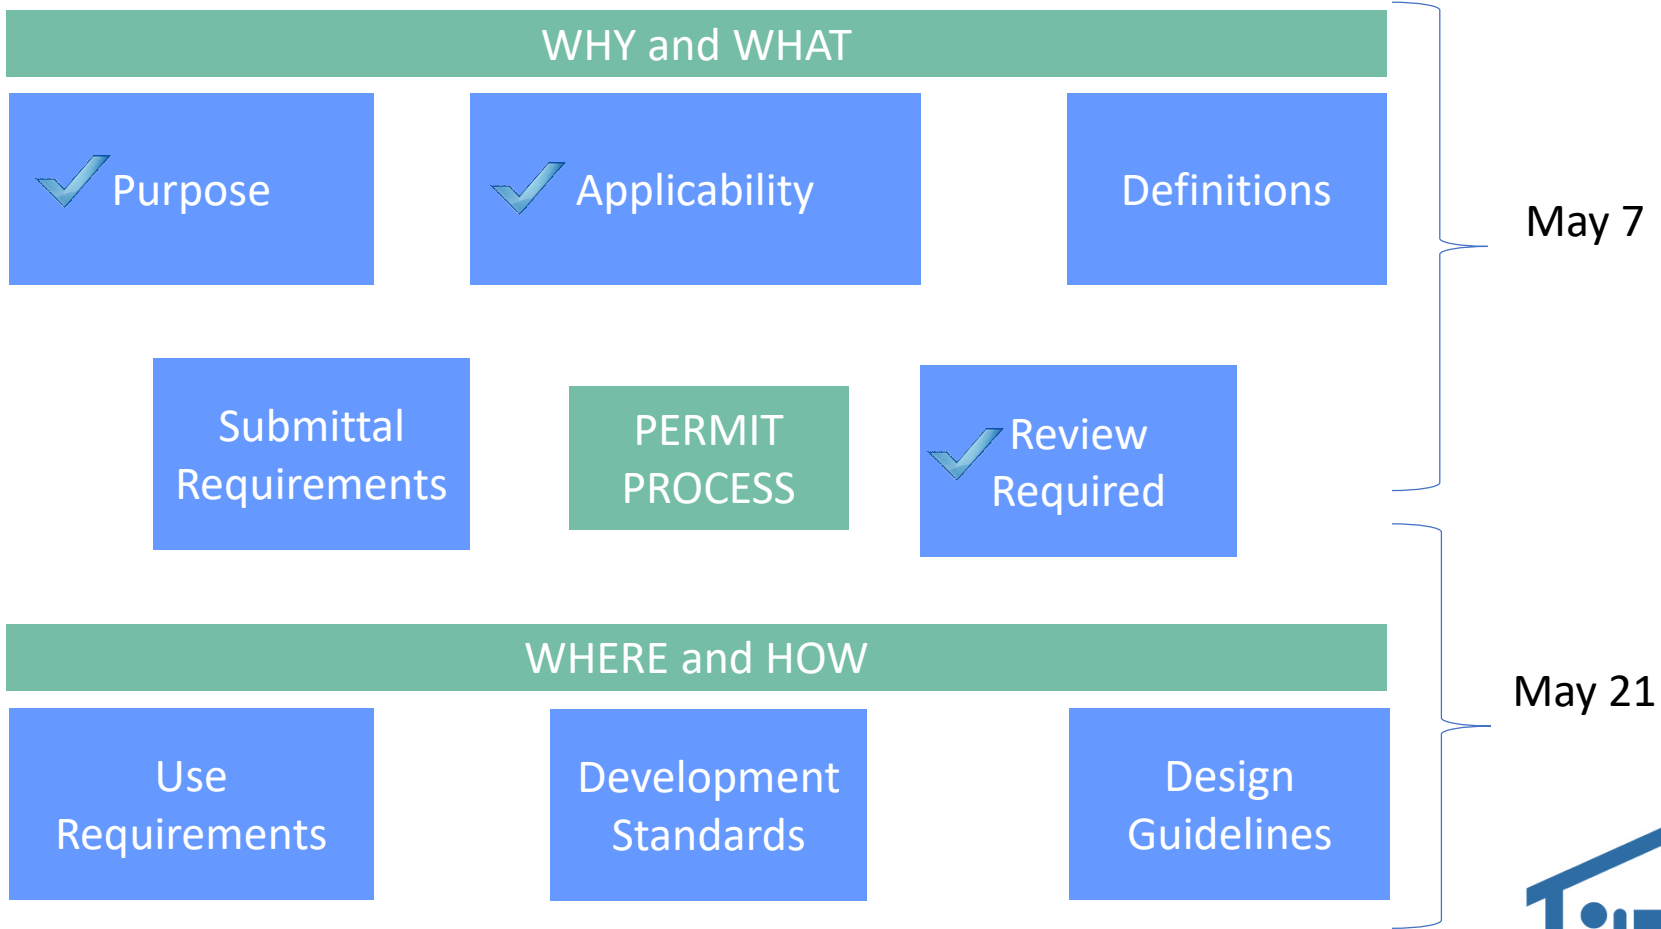 WHY and WHAT
Purpose
Applicability
Definitions
May 7
Submittal
Requirements
PERMIT
PROCESS
Review
Required
WHERE and HOW
May 21
Use
Requirements
Development
Standards
Design
Guidelines